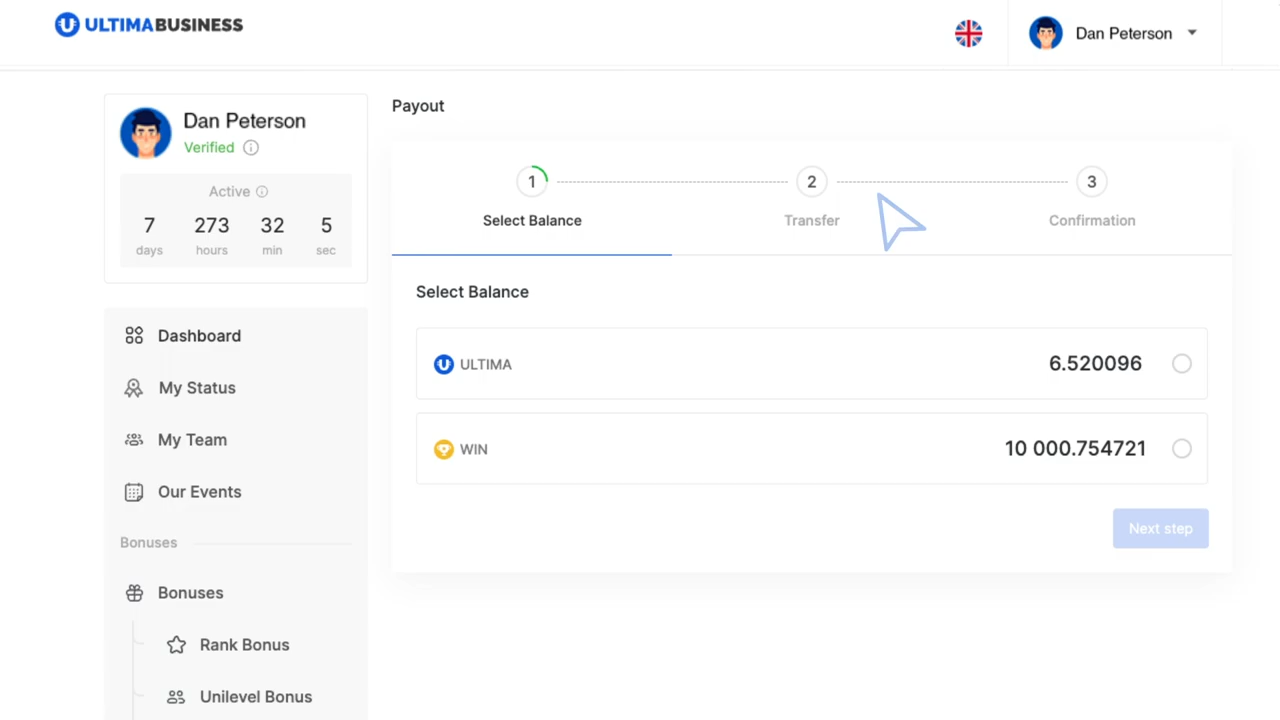 ULTIMABUSINESS
Dan Peterson
Dan Peterson
Verified
Active
7 273 32 5
days hours min sec
Dashboard
My Status
My Team
Our Events
Bonuses
Bonuses
Rank Bonus
Unilevel Bonus
Payout
1 2 3
Select Balance Transfer Confirmation
Select Balance
ULTIMA 6.520096
WIN 10 000.754721
Next step